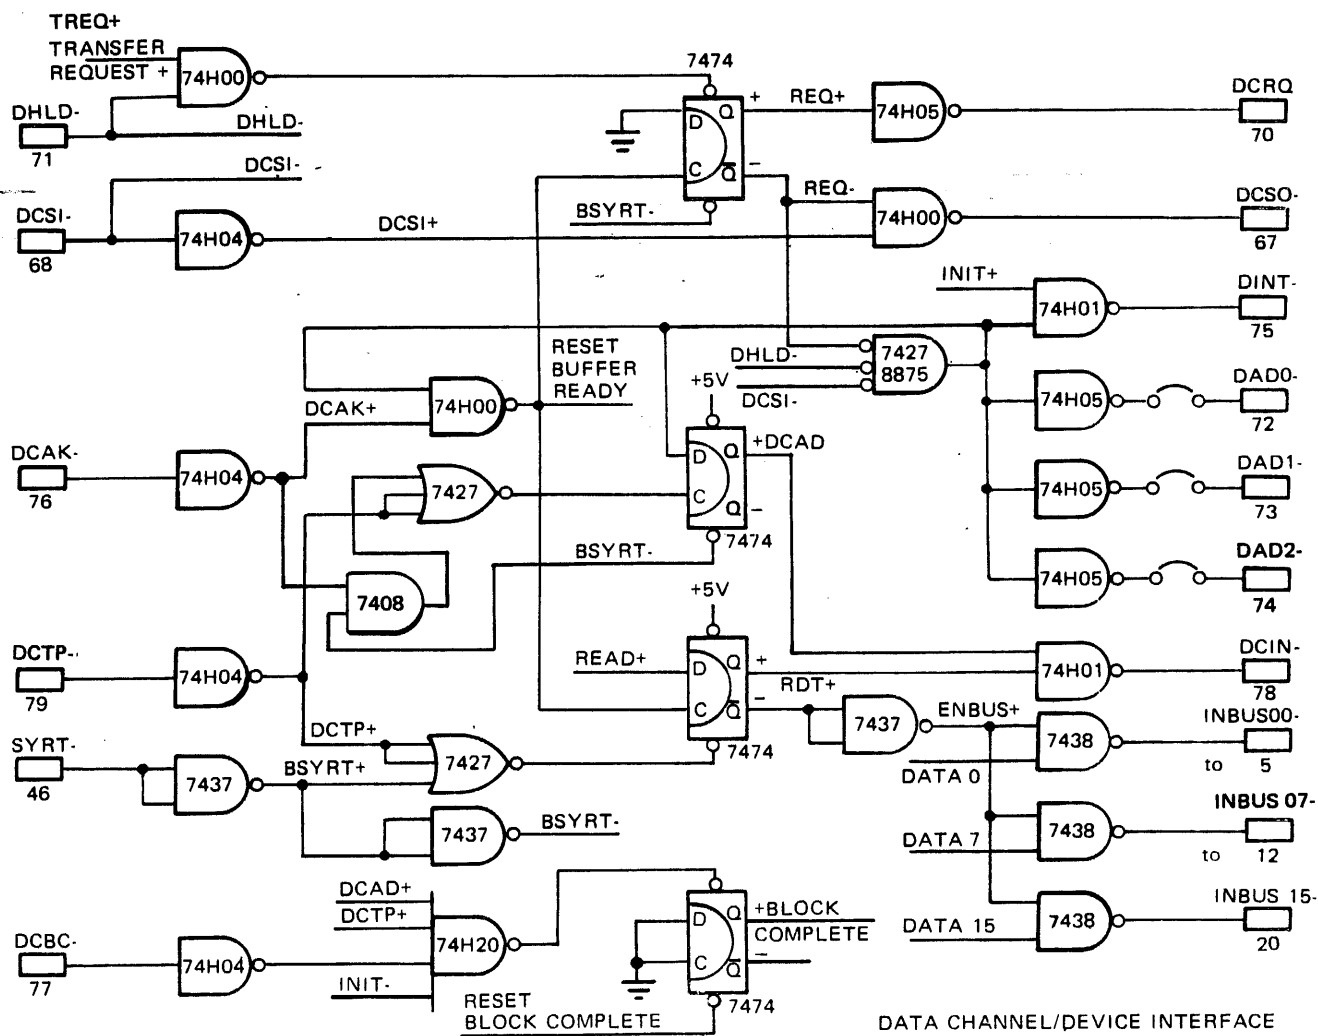 TREQ+
TRANSFER
REQUEST +
74H00
7474
D Q +
C Q −
REQ+
74H05
DCRQ
70
DHLD-
71
DHLD-
DCSI-
DCSI-
68
74H04
DCSI+
BSYRT-
REQ-
74H00
DCSO-
67
INIT+
74H01
DINT-
75
RESET
BUFFER
READY
DHLD-
DCSI-
7427
8875
74H05
DAD0-
72
DCAK+
74H00
+5V
D Q +DCAD
C Q −
7474
DCAK-
76
74H04
7427
74H05
DAD1-
73
BSYRT-
7408
74H05
DAD2-
74
+5V
DCTP-
79
74H04
READ+
D Q +
C Q −
7474
RDT+
7437
74H01
DCIN-
78
ENBUS+
7438
INBUS00-
5
DATA 0
to
DCTP+
7427
SYRT-
46
7437
BSYRT+
7437
BSYRT-
DATA 7
7438
INBUS 07-
12
to
DCAD+
DCTP+
74H20
INIT-
D Q +BLOCK
COMPLETE
C Q −
7474
DATA 15
7438
INBUS 15-
20
DCBC-
77
74H04
RESET
BLOCK COMPLETE
DATA CHANNEL/DEVICE INTERFACE